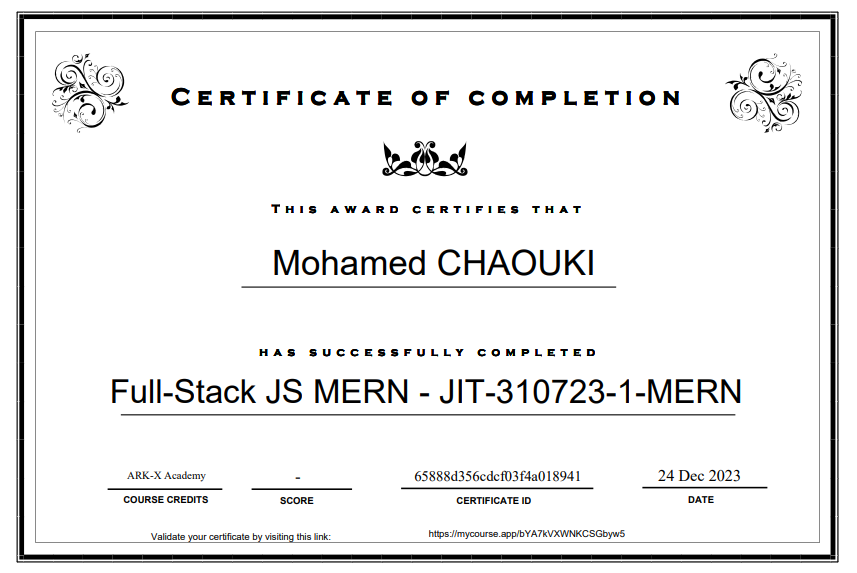 CERTIFICATE OF COMPLETION
THIS AWARD CERTIFIES THAT
Mohamed CHAOUKI
HAS SUCCESSFULLY COMPLETED
Full-Stack JS MERN - JIT-310723-1-MERN
ARK-X Academy - 65888d356cdcf03f4a018941 24 Dec 2023
COURSE CREDITS SCORE CERTIFICATE ID DATE
Validate your certificate by visiting this link: https://mycourse.app/bYA7kVXWNKCSGbyw5